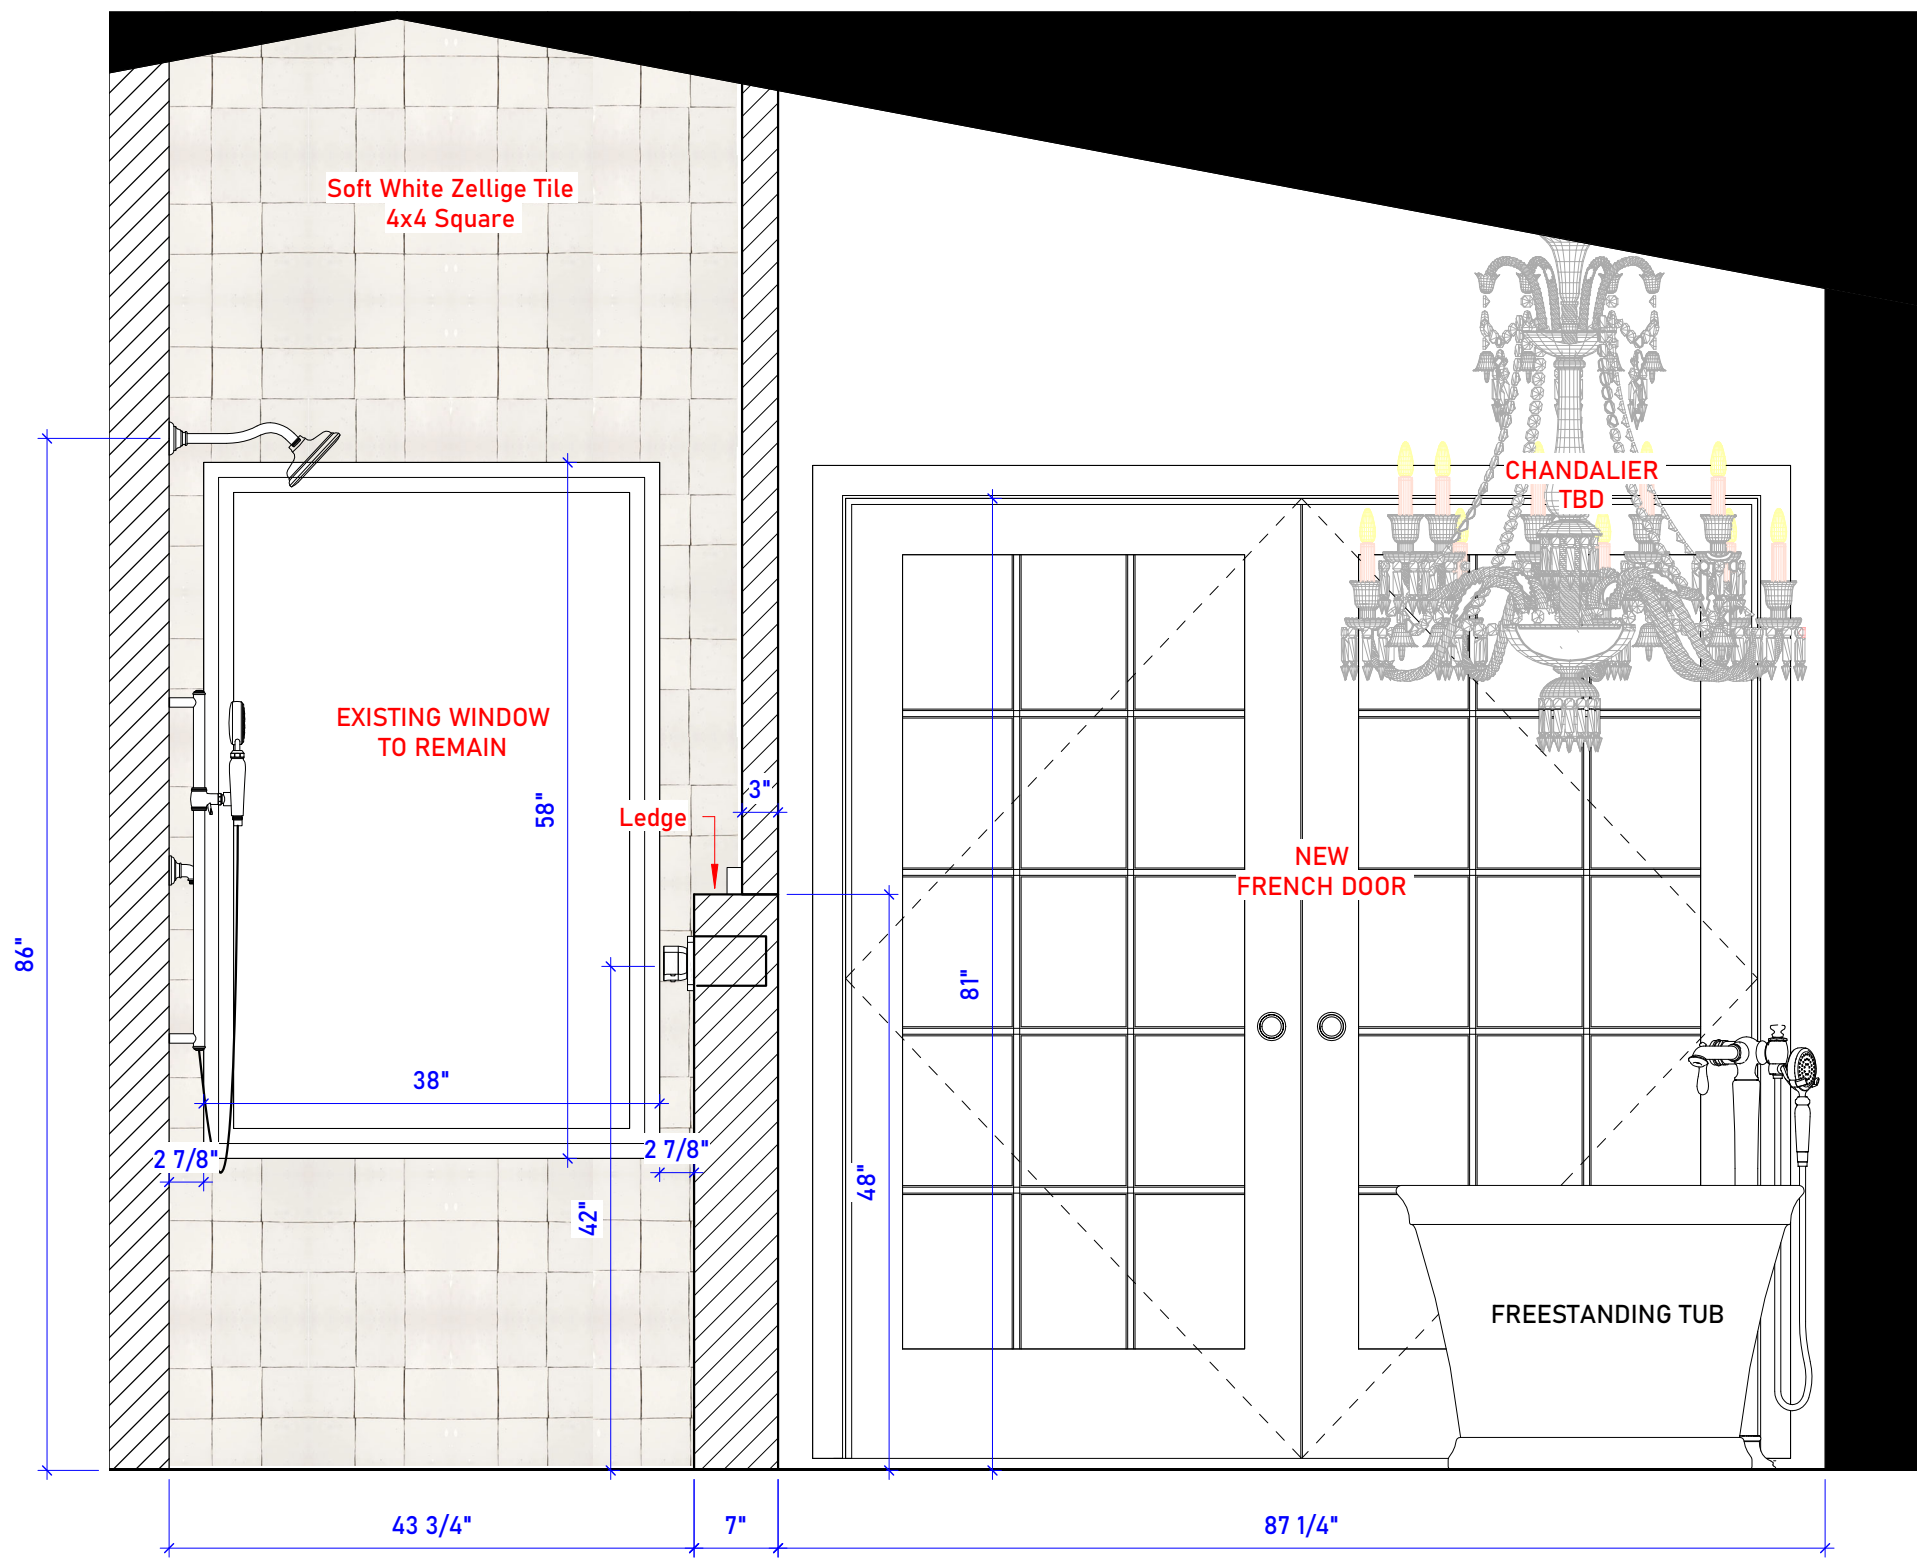 Soft White Zellige Tile
4x4 Square
CHANDALIER
TBD
EXISTING WINDOW
TO REMAIN
58"
3"
Ledge
NEW
FRENCH DOOR
86"
81"
38"
2 7/8"
2 7/8"
48"
42"
FREESTANDING TUB
43 3/4"
7"
87 1/4"